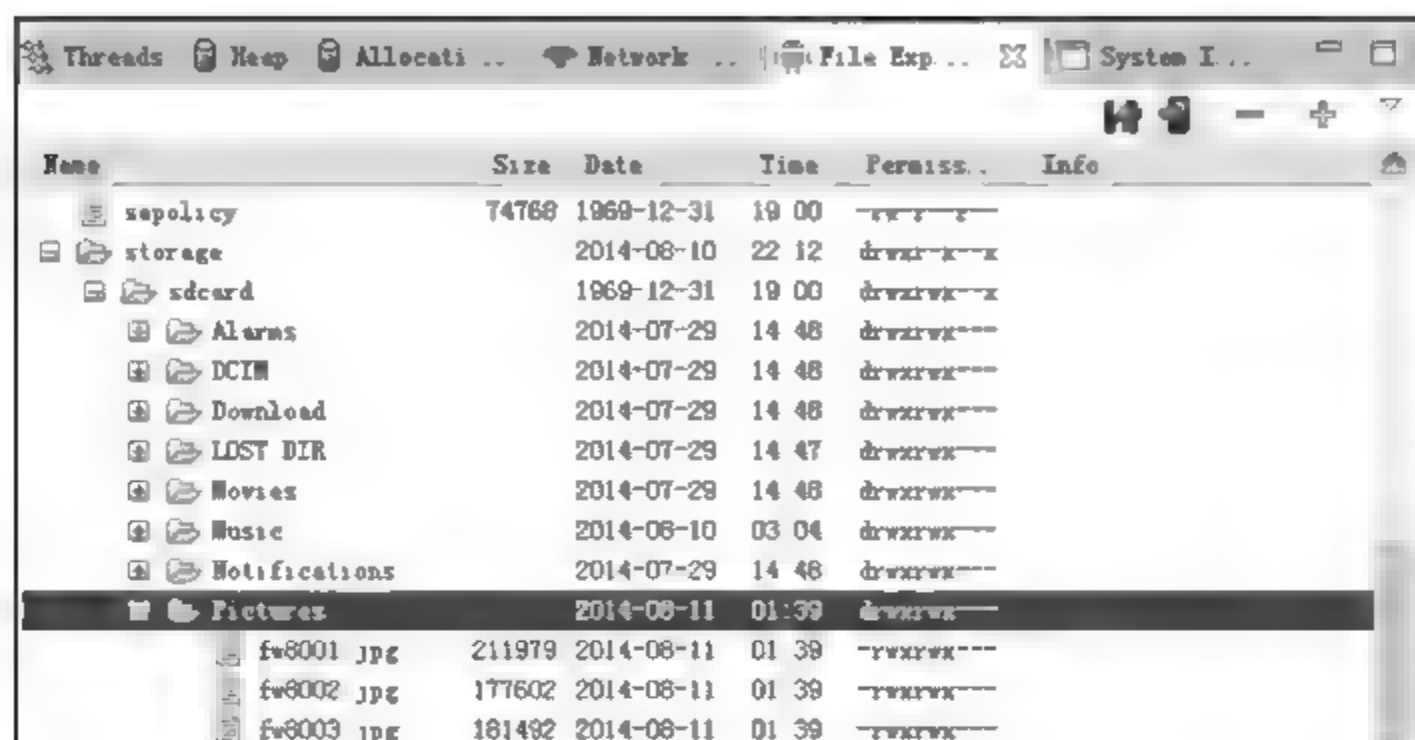 Threads Heap Allocati .. Network .. File Exp .. System I...
Name Size Date Time Permiss.. Info
sepolicy 74768 1969-12-31 19:00 -rw-r--r--
storage 2014-08-10 22:12 drwxr-x--x
sdcard 1969-12-31 19:00 drwxrwx--x
Alarms 2014-07-29 14:48 drwxrwx---
DCIM 2014-07-29 14:48 drwxrwx---
Download 2014-07-29 14:48 drwxrwx---
LOST.DIR 2014-07-29 14:47 drwxrwx---
Movies 2014-07-29 14:48 drwxrwx---
Music 2014-08-10 03:04 drwxrwx---
Notifications 2014-07-29 14:48 drwxrwx---
Pictures 2014-08-11 01:39 drwxrwx---
fw8001.jpg 211979 2014-08-11 01:39 -rwxrwx---
fw8002.jpg 177602 2014-08-11 01:39 -rwxrwx---
fw8003.jpg 181492 2014-08-11 01:39 -rwxrwx---